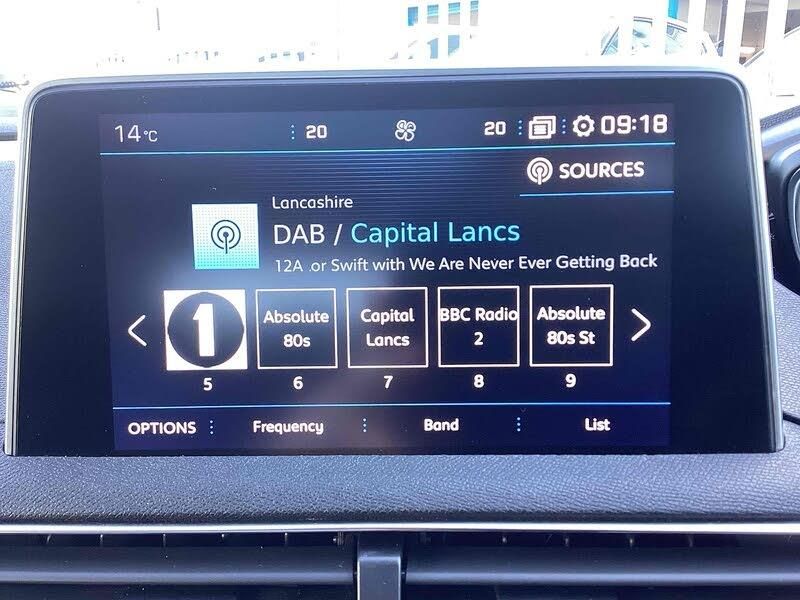 14°C 20 20 09:18
SOURCES
Lancashire
DAB / Capital Lancs
12A .or Swift with We Are Never Ever Getting Back
1
Absolute 80s
Capital Lancs
BBC Radio 2
Absolute 80s St
5 6 7 8 9
OPTIONS Frequency Band List